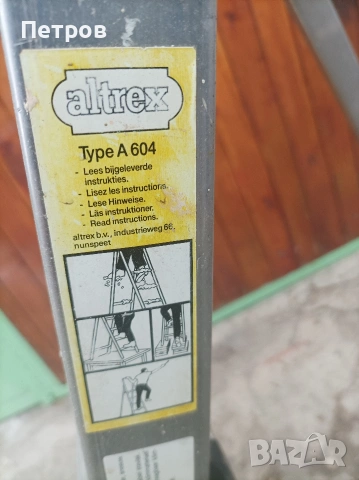 Петров
altrex
Type A 604
- Lees bijgeleverde
instrukties.
- Lisez les instructions.
- Lese Hinweise.
- Läs instruktioner.
- Read instructions.
altrex b.v., industrieweg 66,
nunspeet
BAZAR
.bg